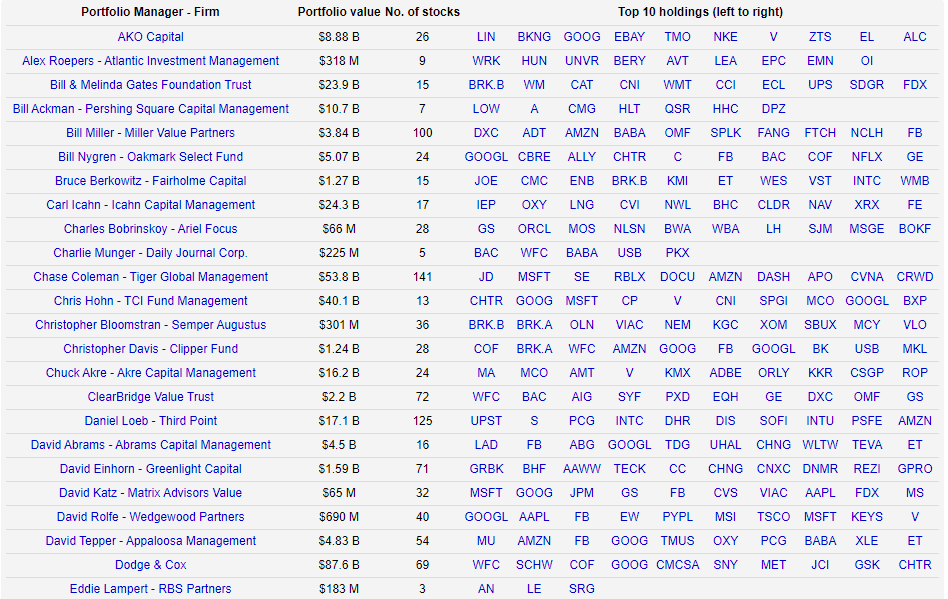 Portfolio Manager - Firm Portfolio value No. of stocks Top 10 holdings (left to right)
AKO Capital $8.88 B 26 LIN BKNG GOOG EBAY TMO NKE V ZTS EL ALC
Alex Roepers - Atlantic Investment Management $318 M 9 WRK HUN UNVR BERY AVT LEA EPC EMN OI
Bill & Melinda Gates Foundation Trust $23.9 B 15 BRK.B WM CAT CNI WMT CCI ECL UPS SDGR FDX
Bill Ackman - Pershing Square Capital Management $10.7 B 7 LOW A CMG HLT QSR HHC DPZ
Bill Miller - Miller Value Partners $3.84 B 100 DXC ADT AMZN BABA OMF SPLK FANG FTCH NCLH FB
Bill Nygren - Oakmark Select Fund $5.07 B 24 GOOGL CBRE ALLY CHTR C FB BAC COF NFLX GE
Bruce Berkowitz - Fairholme Capital $1.27 B 15 JOE CMC ENB BRK.B KMI ET WES VST INTC WMB
Carl Icahn - Icahn Capital Management $24.3 B 17 IEP OXY LNG CVI NWL BHC CLDR NAV XRX FE
Charles Bobrinskoy - Ariel Focus $66 M 28 GS ORCL MOS NLSN BWA WBA LH SJM MSGE BOKF
Charlie Munger - Daily Journal Corp. $225 M 5 BAC WFC BABA USB PKX
Chase Coleman - Tiger Global Management $53.8 B 141 JD MSFT SE RBLX DOCU AMZN DASH APO CVNA CRWD
Chris Hohn - TCI Fund Management $40.1 B 13 CHTR GOOG MSFT CP V CNI SPGI MCO GOOGL BXP
Christopher Bloomstran - Semper Augustus $301 M 36 BRK.B BRK.A OLN VIAC NEM KGC XOM SBUX MCY VLO
Christopher Davis - Clipper Fund $1.24 B 28 COF BRK.A WFC AMZN GOOG FB GOOGL BK USB MKL
Chuck Akre - Akre Capital Management $16.2 B 24 MA MCO AMT V KMX ADBE ORLY KKR CSGP ROP
ClearBridge Value Trust $2.2 B 72 WFC BAC AIG SYF PXD EQH GE DXC OMF GS
Daniel Loeb - Third Point $17.1 B 125 UPST S PCG INTC DHR DIS SOFI INTU PSFE AMZN
David Abrams - Abrams Capital Management $4.5 B 16 LAD FB ABG GOOGL TDG UHAL CHNG WLTW TEVA ET
David Einhorn - Greenlight Capital $1.59 B 71 GRBK BHF AAWW TECK CC CHNG CNXC DNMR REZI GPRO
David Katz - Matrix Advisors Value $65 M 32 MSFT GOOG JPM GS FB CVS VIAC AAPL FDX MS
David Rolfe - Wedgewood Partners $690 M 40 GOOGL AAPL FB EW PYPL MSI TSCO MSFT KEYS V
David Tepper - Appaloosa Management $4.83 B 54 MU AMZN FB GOOG TMUS OXY PCG BABA XLE ET
Dodge & Cox $87.6 B 69 WFC SCHW COF GOOG CMCSA SNY MET JCI GSK CHTR
Eddie Lampert - RBS Partners $183 M 3 AN LE SRG